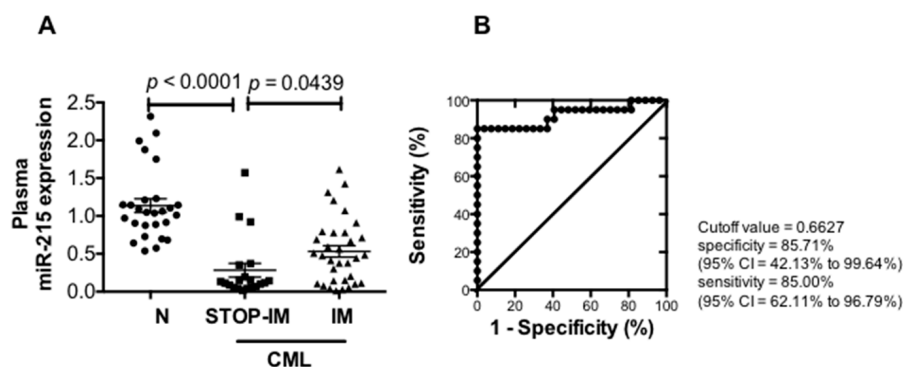 A
p < 0.0001 p = 0.0439
Plasma
miR-215 expression
2.5
2.0
1.5
1.0
0.5
0.0
N STOP-IM IM
CML
B
Sensitivity (%)
100
80
60
40
20
0
0 20 40 60 80 100
1 - Specificity (%)
Cutoff value = 0.6627
specificity = 85.71%
(95% CI = 42.13% to 99.64%)
sensitivity = 85.00%
(95% CI = 62.11% to 96.79%)